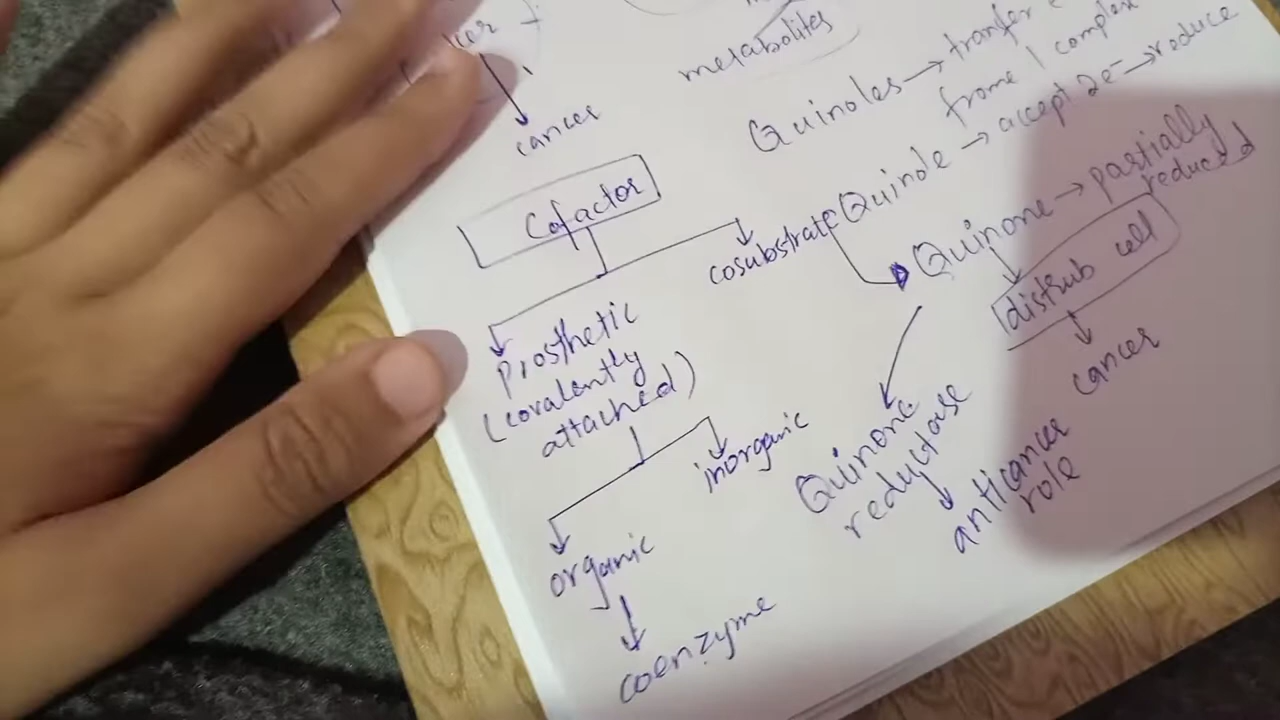 metabolites
cancer
Quinoles → transfer e
from 1 complex
Quinole → accept 2e⁻ → reduce
Cofactor
cosubstrate
Quinone → partially
reduced
distrub cell
cancer
Prosthetic
(covalently
attached)
inorganic
organic
coenzyme
Quinone
reductase
anticancer
role